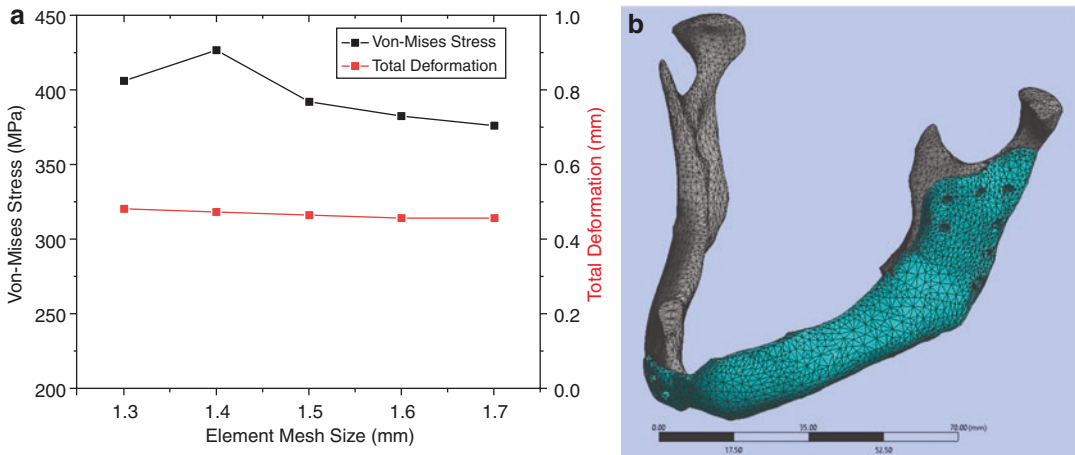 a
Von-Mises Stress (MPa)
450
400
375
350
325
300
250
200
1.3
1.4
1.5
1.6
1.7
Element Mesh Size (mm)
1.0
0.8
0.6
0.4
0.2
0.0
Total Deformation (mm)
Von-Mises Stress
Total Deformation
b
0.00
35.00
70.00 (mm)
17.50
52.50